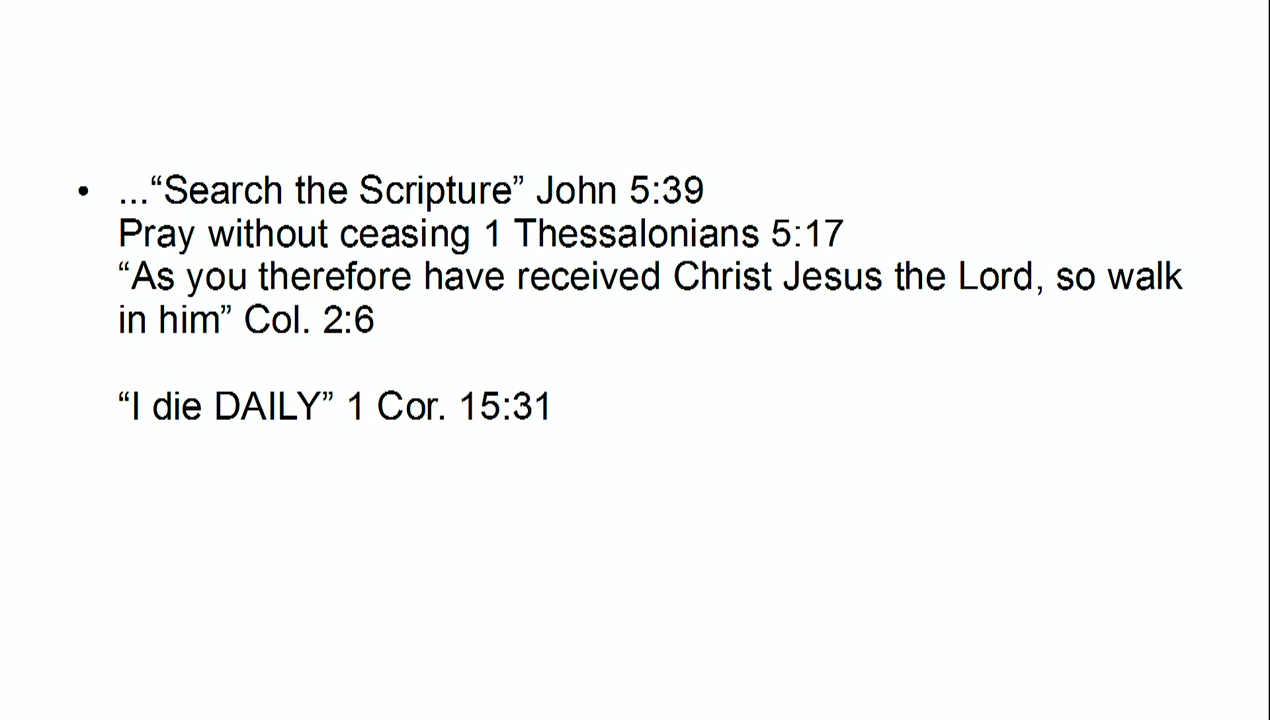 • ...“Search the Scripture” John 5:39
Pray without ceasing 1 Thessalonians 5:17
“As you therefore have received Christ Jesus the Lord, so walk
in him” Col. 2:6
“I die DAILY” 1 Cor. 15:31